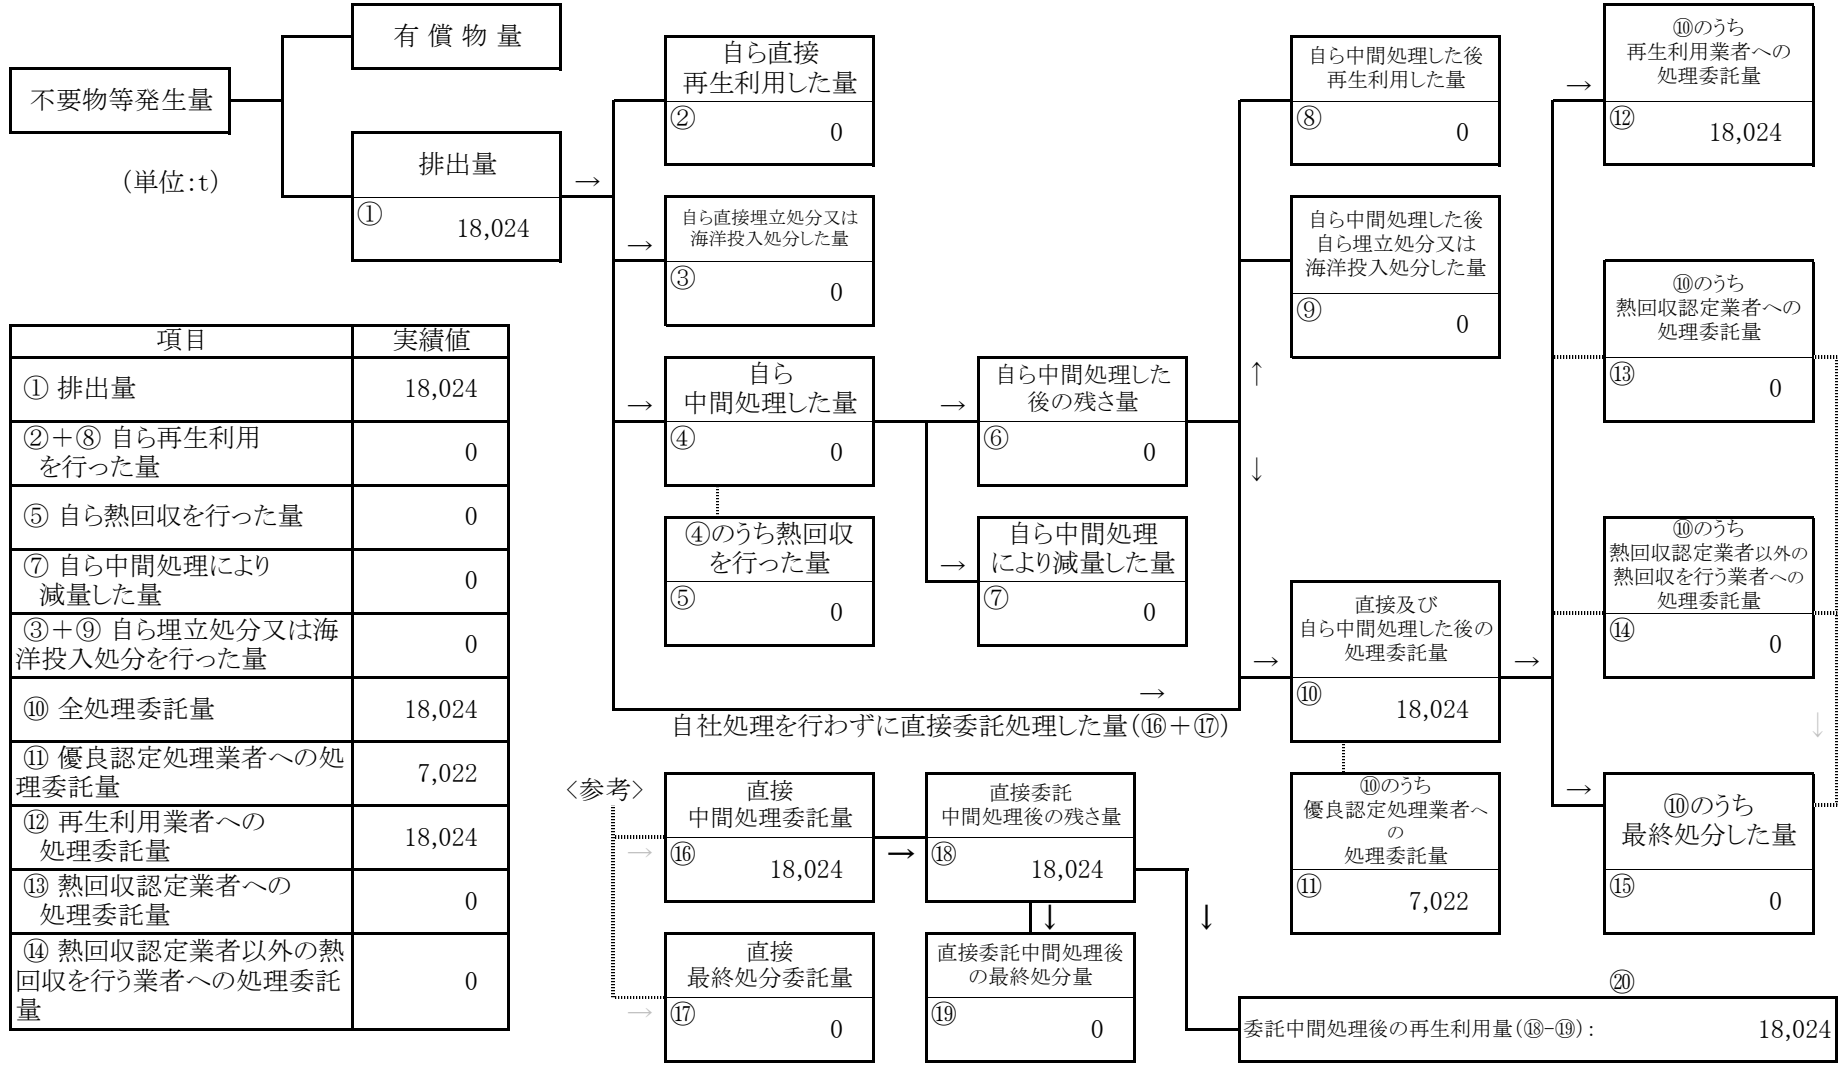 有 償 物 量
不要物等発生量
(単位:t)
排出量
①
18,024
→
自ら直接
再生利用した量
②
0
→
自ら直接埋立処分又は
海洋投入処分した量
③
0
→
自ら
中間処理した量
④
0
④のうち熱回収
を行った量
⑤
0
→
自ら中間処理した
後の残さ量
⑥
0
→
自ら中間処理
により減量した量
⑦
0
→
自社処理を行わずに直接委託処理した量(⑯+⑰)
↑
↓
自ら中間処理した後
再生利用した量
⑧
0
自ら中間処理した後
自ら埋立処分又は
海洋投入処分した量
⑨
0
→
直接及び
自ら中間処理した後の
処理委託量
⑩
18,024
⑩のうち
優良認定処理業者へ
の
処理委託量
⑪
7,022
→
→
⑩のうち
再生利用業者への
処理委託量
⑫
18,024
⑩のうち
熱回収認定業者への
処理委託量
⑬
0
⑩のうち
熱回収認定業者以外の
熱回収を行う業者への
処理委託量
⑭
0
↓
→
⑩のうち
最終処分した量
⑮
0
項目 実績値
① 排出量 18,024
②+⑧ 自ら再生利用
を行った量 0
⑤ 自ら熱回収を行った量 0
⑦ 自ら中間処理により
減量した量 0
③+⑨ 自ら埋立処分又は海
洋投入処分を行った量 0
⑩ 全処理委託量 18,024
⑪ 優良認定処理業者への処
理委託量 7,022
⑫ 再生利用業者への
処理委託量 18,024
⑬ 熱回収認定業者への
処理委託量 0
⑭ 熱回収認定業者以外の熱
回収を行う業者への処理委託
量 0
<参考>
→
直接
中間処理委託量
⑯
18,024
→
直接
最終処分委託量
⑰
0
→
直接委託
中間処理後の残さ量
⑱
18,024
↓
直接委託中間処理後
の最終処分量
⑲
0
↓
⑳
委託中間処理後の再生利用量(⑱-⑲): 18,024